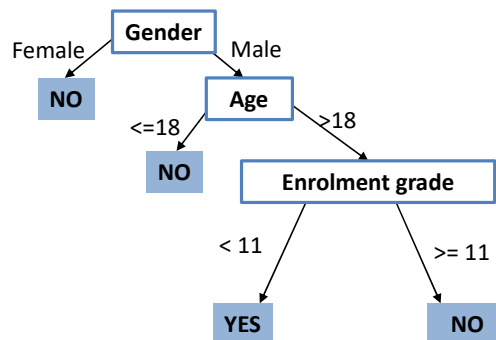 Gender
Female
Male
NO
Age
<=18
>18
NO
Enrolment grade
< 11
>= 11
YES
NO